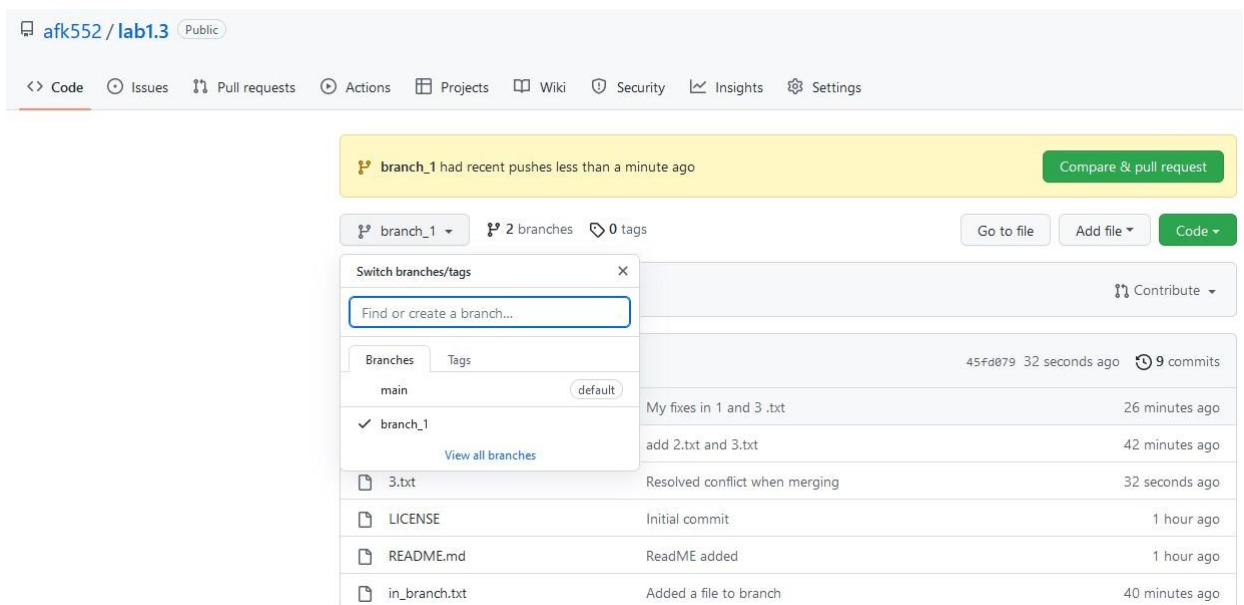 afk552 / lab1.3 Public
Code Issues Pull requests Actions Projects Wiki Security Insights Settings
branch_1 had recent pushes less than a minute ago Compare & pull request
branch_1 2 branches 0 tags Go to file Add file Code
Switch branches/tags
Contribute
Find or create a branch...
Branches Tags
45fd079 32 seconds ago 9 commits
main default
My fixes in 1 and 3 .txt 26 minutes ago
branch_1
add 2.txt and 3.txt 42 minutes ago
View all branches
3.txt Resolved conflict when merging 32 seconds ago
LICENSE Initial commit 1 hour ago
README.md ReadME added 1 hour ago
in_branch.txt Added a file to branch 40 minutes ago